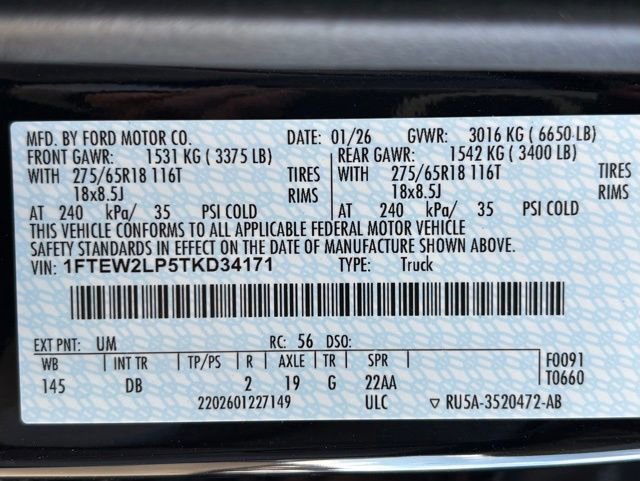 MFD. BY FORD MOTOR CO. DATE: 01/26 GVWR: 3016 KG ( 6650 LB)
FRONT GAWR: 1531 KG ( 3375 LB) REAR GAWR: 1542 KG ( 3400 LB)
WITH 275/65R18 116T TIRES WITH 275/65R18 116T TIRES
18x8.5J RIMS 18x8.5J RIMS
AT 240 kPa/ 35 PSI COLD AT 240 kPa/ 35 PSI COLD
THIS VEHICLE CONFORMS TO ALL APPLICABLE FEDERAL MOTOR VEHICLE
SAFETY STANDARDS IN EFFECT ON THE DATE OF MANUFACTURE SHOWN ABOVE.
VIN: 1FTEW2LP5TKD34171 TYPE: Truck
EXT PNT: UM RC: 56 DSO:
WB INT TR TP/PS R AXLE TR SPR F0091
145 DB 2 19 G 22AA T0660
2202601227149 ULC ▽ RU5A-3520472-AB